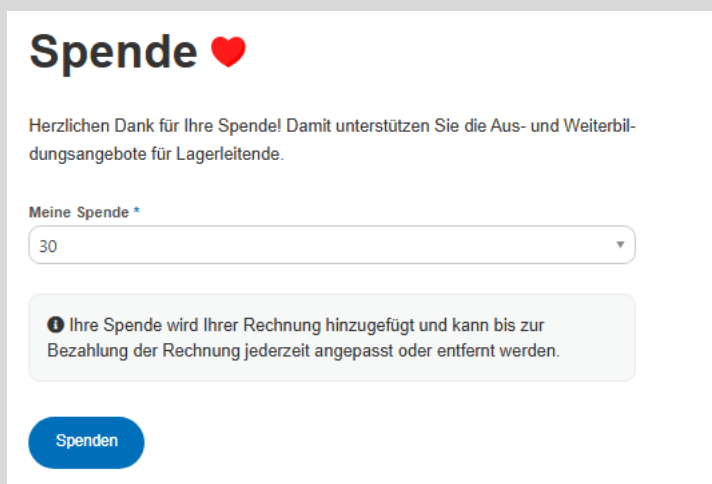 Spende
Herzlichen Dank für Ihre Spende! Damit unterstützen Sie die Aus- und Weiterbil-
dungsangebote für Lagerleitende.
Meine Spende *
30
Ihre Spende wird Ihrer Rechnung hinzugefügt und kann bis zur
Bezahlung der Rechnung jederzeit angepasst oder entfernt werden.
Spenden